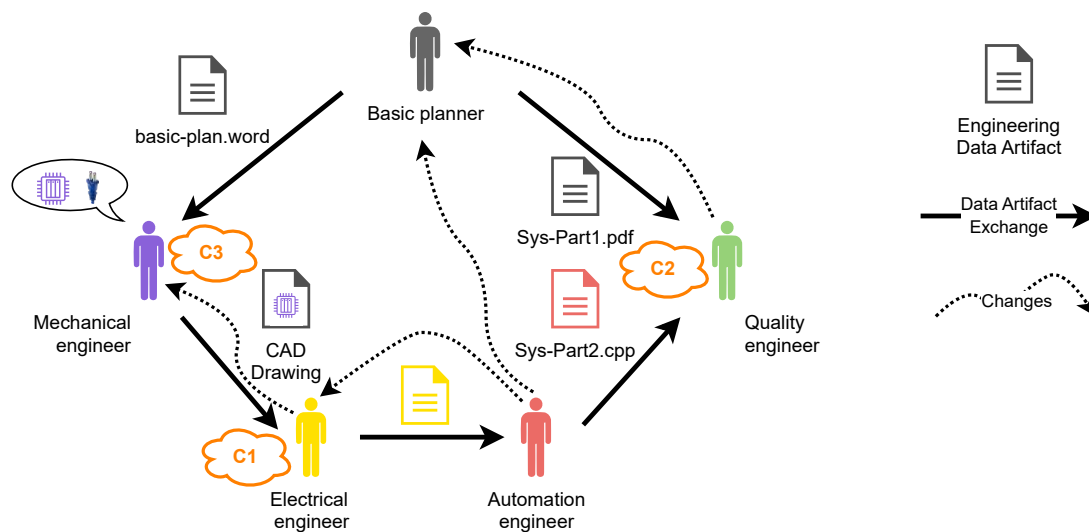 Basic planner
basic-plan.word
Engineering
Data Artifact
Data Artifact
Exchange
Changes
Sys-Part1.pdf
C3
C2
Mechanical
engineer
CAD
Drawing
Sys-Part2.cpp
Quality
engineer
C1
Electrical
engineer
Automation
engineer